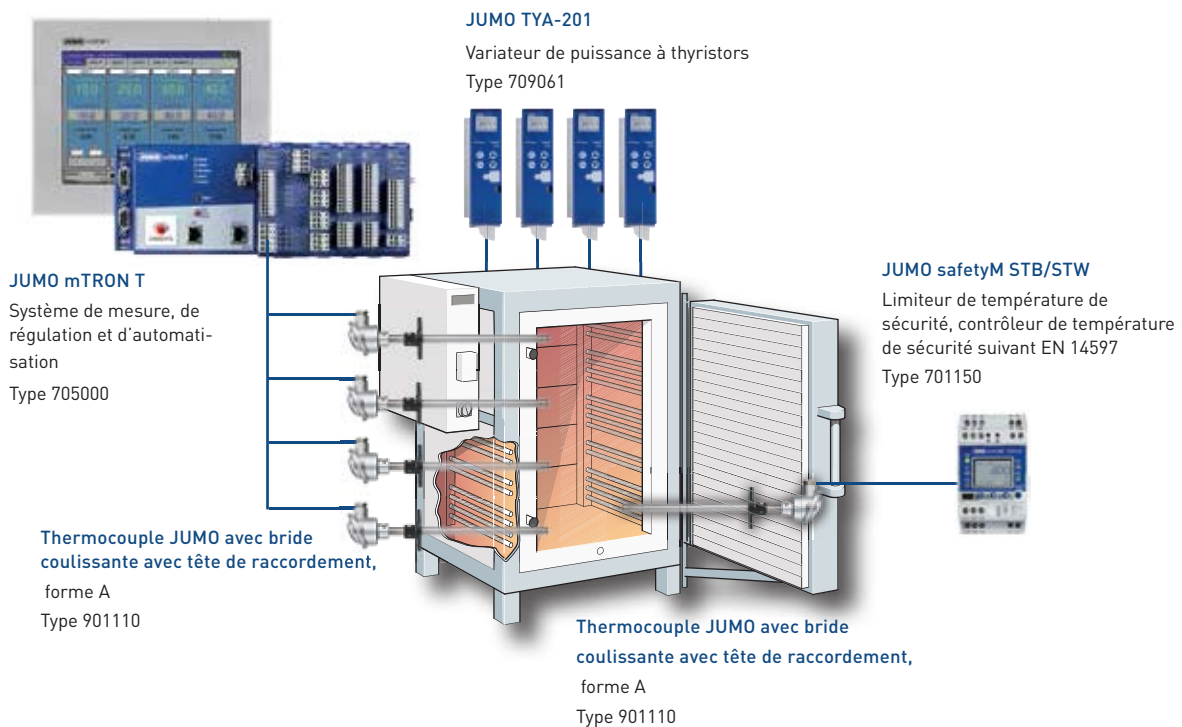 JUMO TYA-201
Variateur de puissance à thyristors
Type 709061
JUMO mTRON T
Système de mesure, de
régulation et d'automati-
sation
Type 705000
JUMO safetyM STB/STW
Limiteur de température de
sécurité, contrôleur de température
de sécurité suivant EN 14597
Type 701150
Thermocouple JUMO avec bride
coulissante avec tête de raccordement,
forme A
Type 901110
Thermocouple JUMO avec bride
coulissante avec tête de raccordement,
forme A
Type 901110